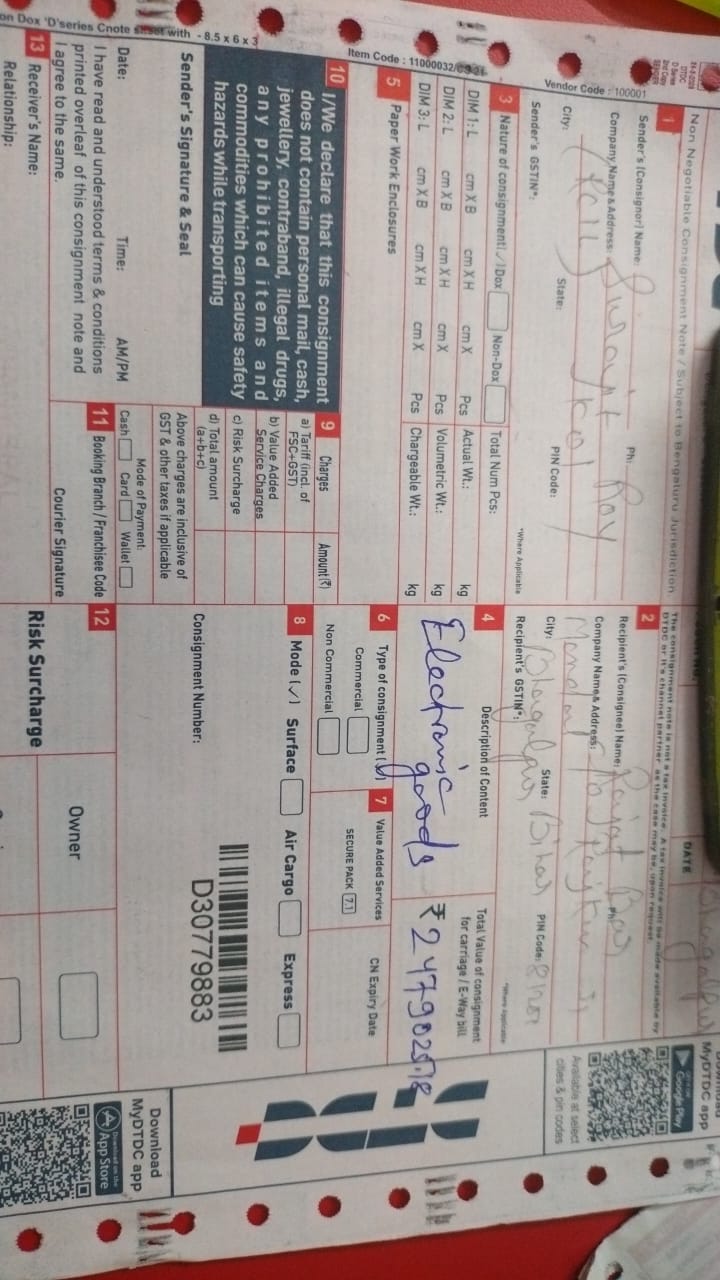 Non Negotiable Consignment Note / Subject to Bengaluru Jurisdiction.
The consignment note is not a tax invoice. A tax invoice will be made available by
DTDC or it's channel partner as the case may be, upon request.
DATE
MyDTDC app
Google Play
Available at select
cities & pin codes
DTDC
D Series
2nd Copy
SENDER
Vendor Code : 100001
Item Code : 11000032/
on Dox 'D'series Cnote set with - 8.5 x 6 x 3
1 Sender's (Consignor) Name: Surajit Roy
Ph:
Company Name & Address:
City: State: PIN Code:
Sender's GSTIN*:
*Where Applicable
2 Recipient's (Consignee) Name: Rajat Das
Ph:
Company Name & Address:
City: Bhagalpur State: Bihar PIN Code:
Recipient's GSTIN*:
*Where Applicable
3 Nature of consignment(✓) Dox Non-Dox Total Num Pcs:
DIM 1: L cm X B cm X H cm X Pcs Actual Wt.: kg
DIM 2: L cm X B cm X H cm X Pcs Volumetric Wt.: kg
DIM 3: L cm X B cm X H cm X Pcs Chargeable Wt.: kg
4 Description of Content
Electronic
goods
Total Value of consignment
for carriage / E-Way bill
₹ 247902518
5 Paper Work Enclosures
6 Type of consignment (✓)
Commercial
Non Commercial
7 Value Added Services
SECURE PACK 7.1
CN Expiry Date
8 Mode (✓) Surface Air Cargo Express
Consignment Number:
D30779883
9 Charges Amount(₹)
a) Tariff (incl. of
FSC+GST)
b) Value Added
Service Charges
c) Risk Surcharge
d) Total amount
(a+b+c)
Above charges are inclusive of
GST & other taxes if applicable
Mode of Payment:
Cash Card Wallet
10 I/We declare that this consignment
does not contain personal mail, cash,
jewellery, contraband, illegal drugs,
any prohibited items and
commodities which can cause safety
hazards while transporting
Sender's Signature & Seal
Date: Time: AM/PM
I have read and understood terms & conditions
printed overleaf of this consignment note and
I agree to the same.
11 Booking Branch / Franchisee Code
Courier Signature
12
Risk Surcharge
Owner
13 Receiver's Name:
Relationship:
Download
MyDTDC app
Download on the
App Store